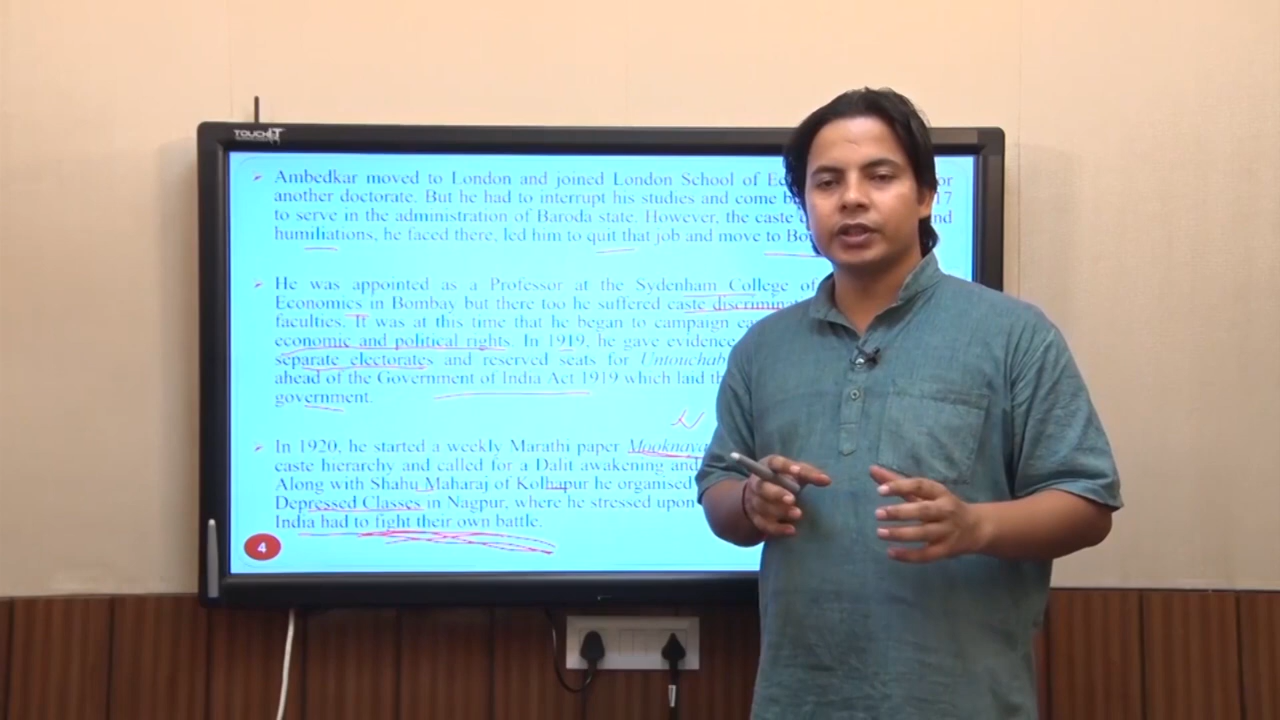 TOUCHIT
Ambedkar moved to London and joined London School of
another doctorate. But he had to interrupt his studies and come 17
to serve in the administration of Baroda state. However, the caste
humiliations, he faced there, led him to quit that job and move to
He was appointed as a Professor at the Sydenham College of
Economics in Bombay but there too he suffered caste
faculties. It was at this time that he began to campaign
economic and political rights. In 1919, he gave evidence
separate electorates and reserved seats for
ahead of the Government of India Act 1919 which laid
government.
In 1920, he started a weekly Marathi paper
caste hierarchy and called for a Dalit awakening and
Along with Shahu Maharaj of Kolhapur he organised
Depressed Classes in Nagpur, where he stressed upon
India had to fight their own battle.
4